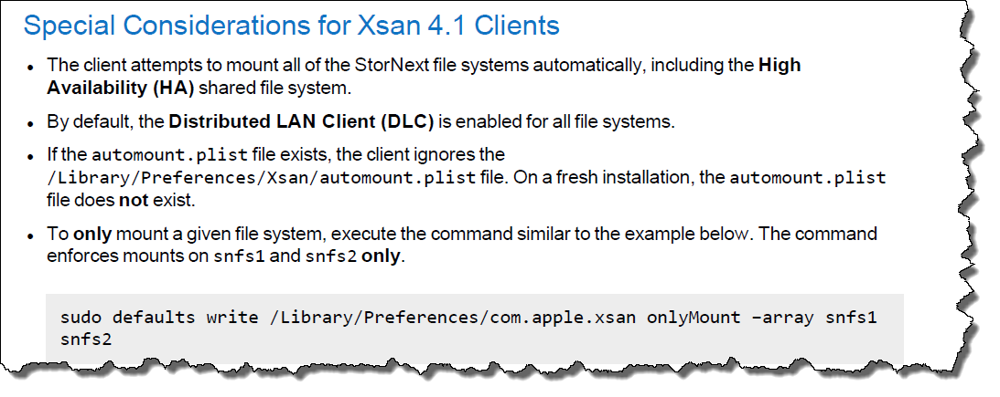 Special Considerations for Xsan 4.1 Clients
• The client attempts to mount all of the StorNext file systems automatically, including the High
Availability (HA) shared file system.
• By default, the Distributed LAN Client (DLC) is enabled for all file systems.
• If the automount.plist file exists, the client ignores the
/Library/Preferences/Xsan/automount.plist file. On a fresh installation, the automount.plist
file does not exist.
• To only mount a given file system, execute the command similar to the example below. The command
enforces mounts on snfs1 and snfs2 only.
sudo defaults write /Library/Preferences/com.apple.xsan onlyMount –array snfs1
snfs2